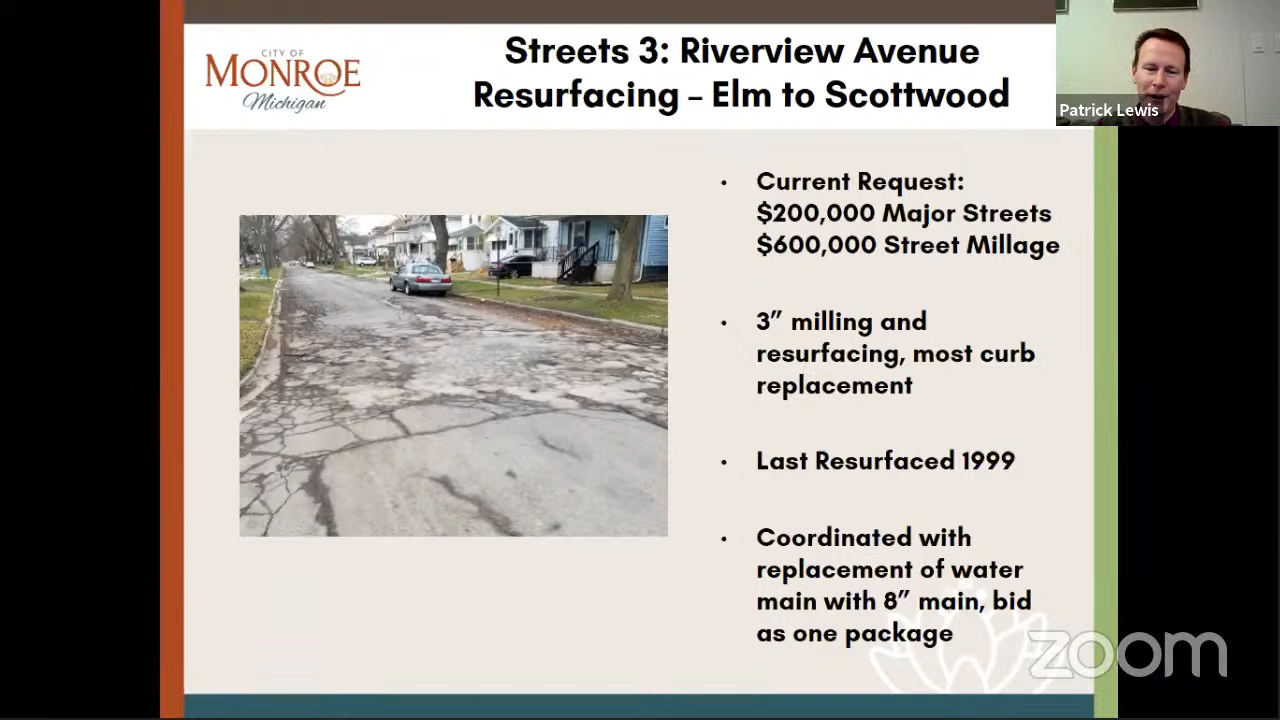 CITY OF
MONROE
Michigan
Streets 3: Riverview Avenue
Resurfacing – Elm to Scottwood
Patrick Lewis
• Current Request:
$200,000 Major Streets
$600,000 Street Millage
• 3” milling and
resurfacing, most curb
replacement
• Last Resurfaced 1999
• Coordinated with
replacement of water
main with 8” main, bid
as one package
zoom